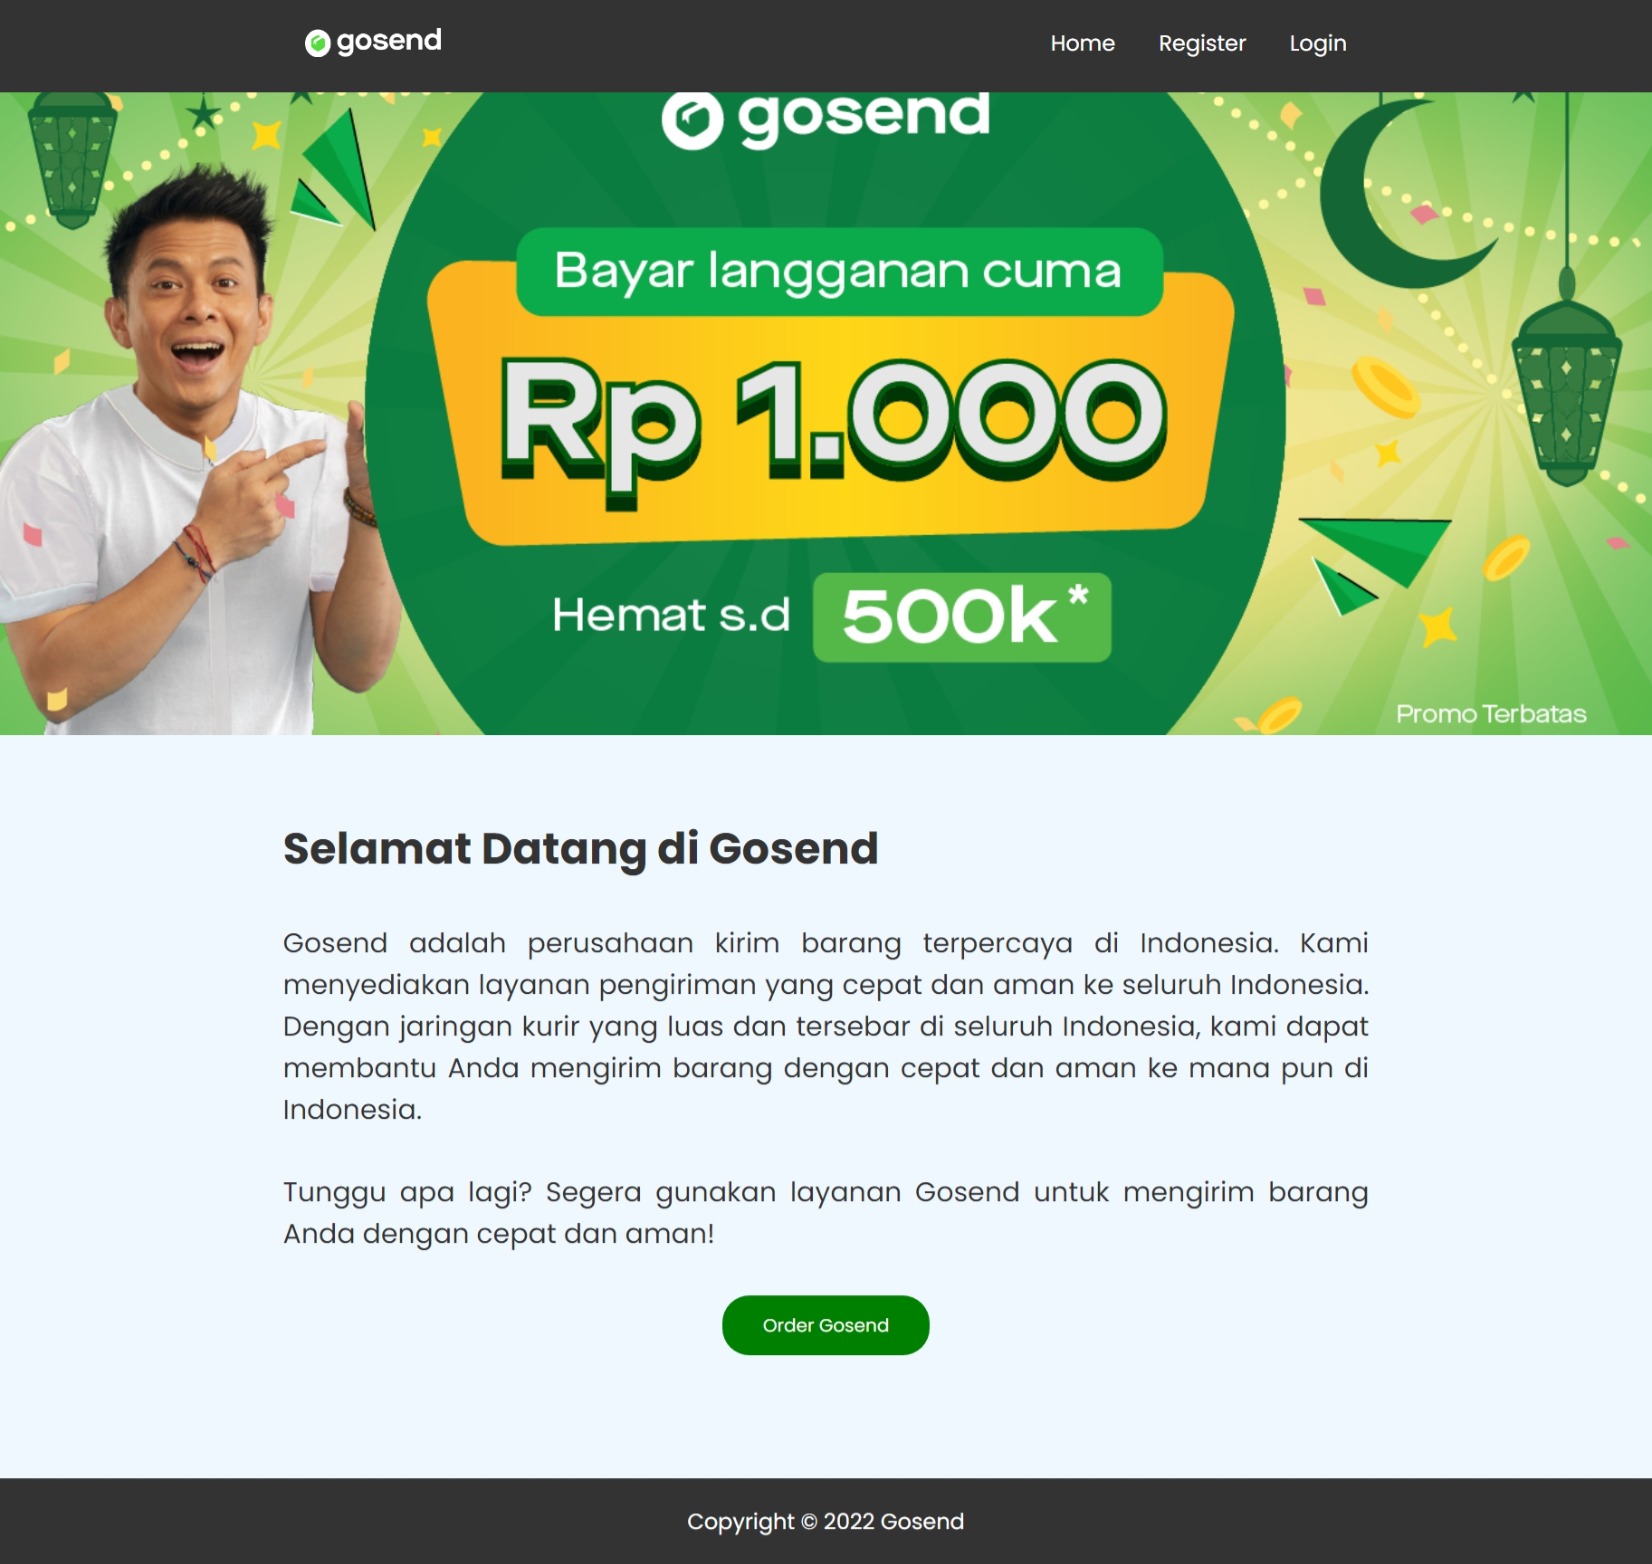 gosend
Home Register Login
gosend
Bayar langganan cuma
Rp 1.000
Hemat s.d 500k*
Promo Terbatas
Selamat Datang di Gosend
Gosend adalah perusahaan kirim barang terpercaya di Indonesia. Kami
menyediakan layanan pengiriman yang cepat dan aman ke seluruh Indonesia.
Dengan jaringan kurir yang luas dan tersebar di seluruh Indonesia, kami dapat
membantu Anda mengirim barang dengan cepat dan aman ke mana pun di
Indonesia.
Tunggu apa lagi? Segera gunakan layanan Gosend untuk mengirim barang
Anda dengan cepat dan aman!
Order Gosend
Copyright © 2022 Gosend